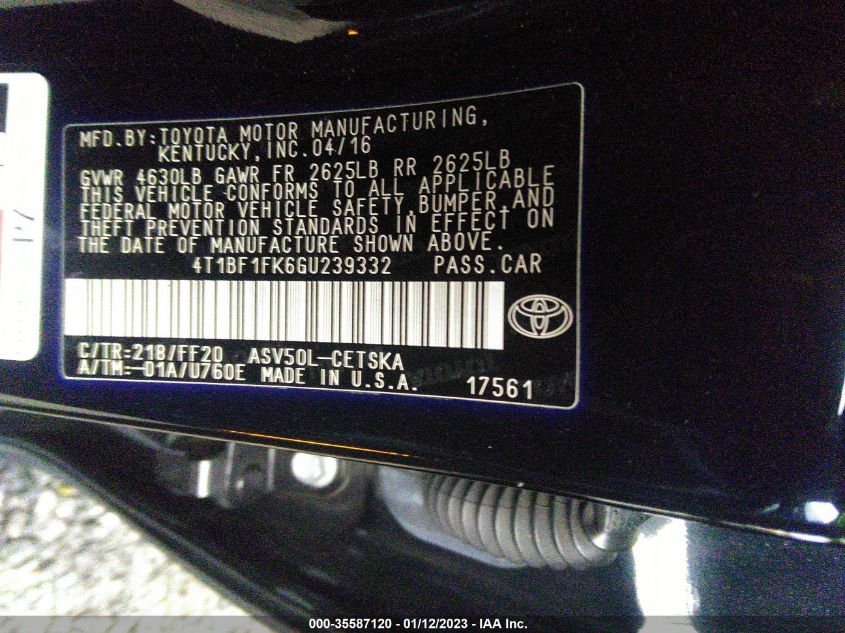 MFD.BY:TOYOTA MOTOR MANUFACTURING,
KENTUCKY,INC.04/16
GVWR 4630LB GAWR FR 2625LB RR 2625LB
THIS VEHICLE CONFORMS TO ALL APPLICABLE
FEDERAL MOTOR VEHICLE SAFETY,BUMPER,AND
THEFT PREVENTION STANDARDS IN EFFECT ON
THE DATE OF MANUFACTURE SHOWN ABOVE.
4T1BF1FK6GU239332 PASS.CAR
C/TR:218/FF20 ASV50L-CETSKA
A/TM:-01A/U760E MADE IN U.S.A. 17561
000-35587120 - 01/12/2023 - IAA Inc.